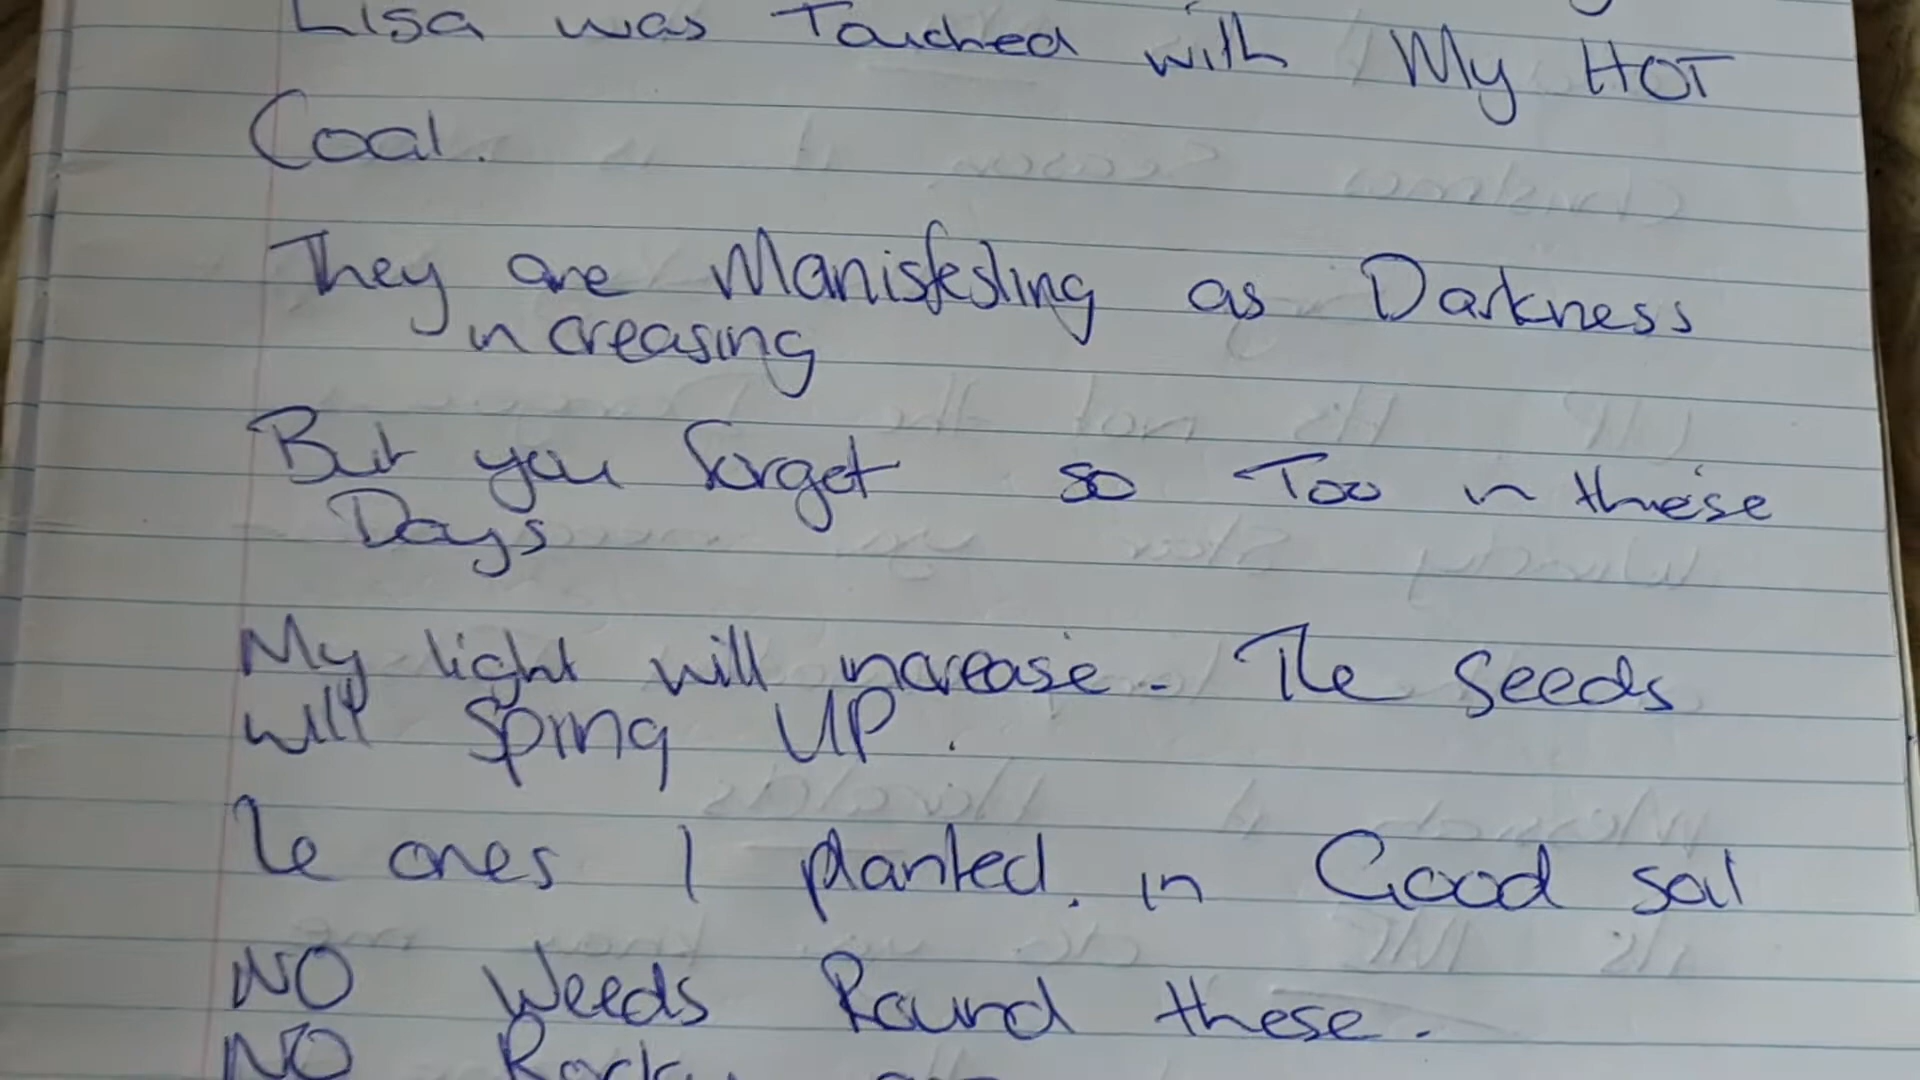 Lisa was Touched with My HOT
Coal.
They are Manisfesting as Darkness
increasing
But you forget so Too in these
Days
My light will increase. The Seeds
will Spring UP.
The ones I planted. in Good soil
NO Weeds Round these.
NO